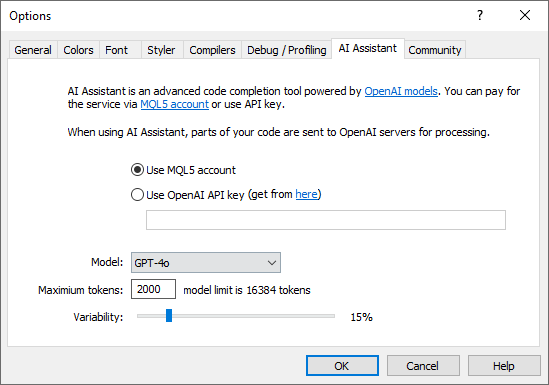 Options
General Colors Font Styler Compilers Debug / Profiling AI Assistant Community
AI Assistant is an advanced code completion tool powered by OpenAI models. You can pay for
the service via MQL5 account or use API key.
When using AI Assistant, parts of your code are sent to OpenAI servers for processing.
Use MQL5 account
Use OpenAI API key (get from here)
Model: GPT-4o
Maximium tokens: 2000 model limit is 16384 tokens
Variability: 15%
OK Cancel Help